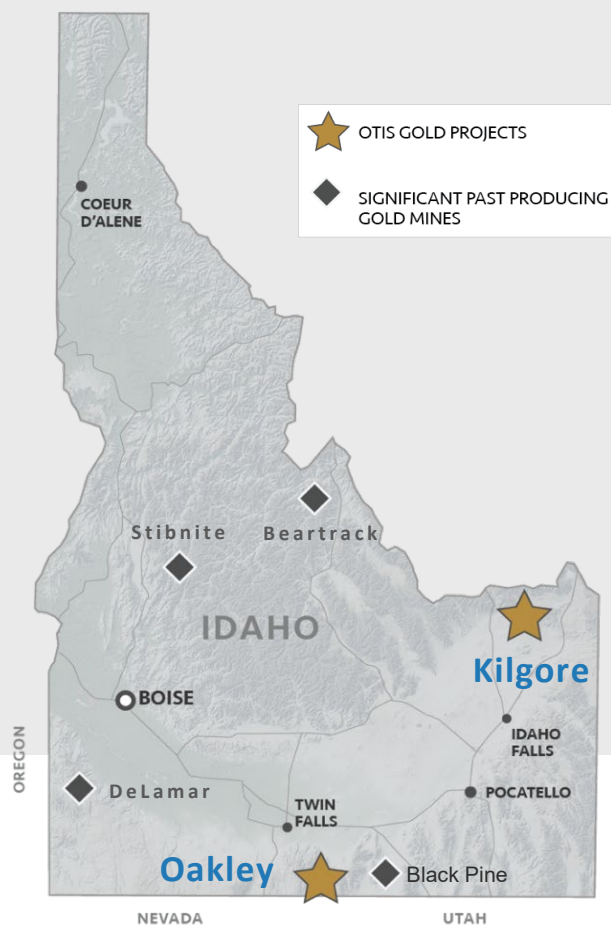 OTIS GOLD PROJECTS
SIGNIFICANT PAST PRODUCING
GOLD MINES
COEUR
D'ALENE
Stibnite
Beartrack
IDAHO
Kilgore
BOISE
IDAHO
FALLS
OREGON
DeLamar
POCATELLO
TWIN
FALLS
Oakley
Black Pine
NEVADA
UTAH